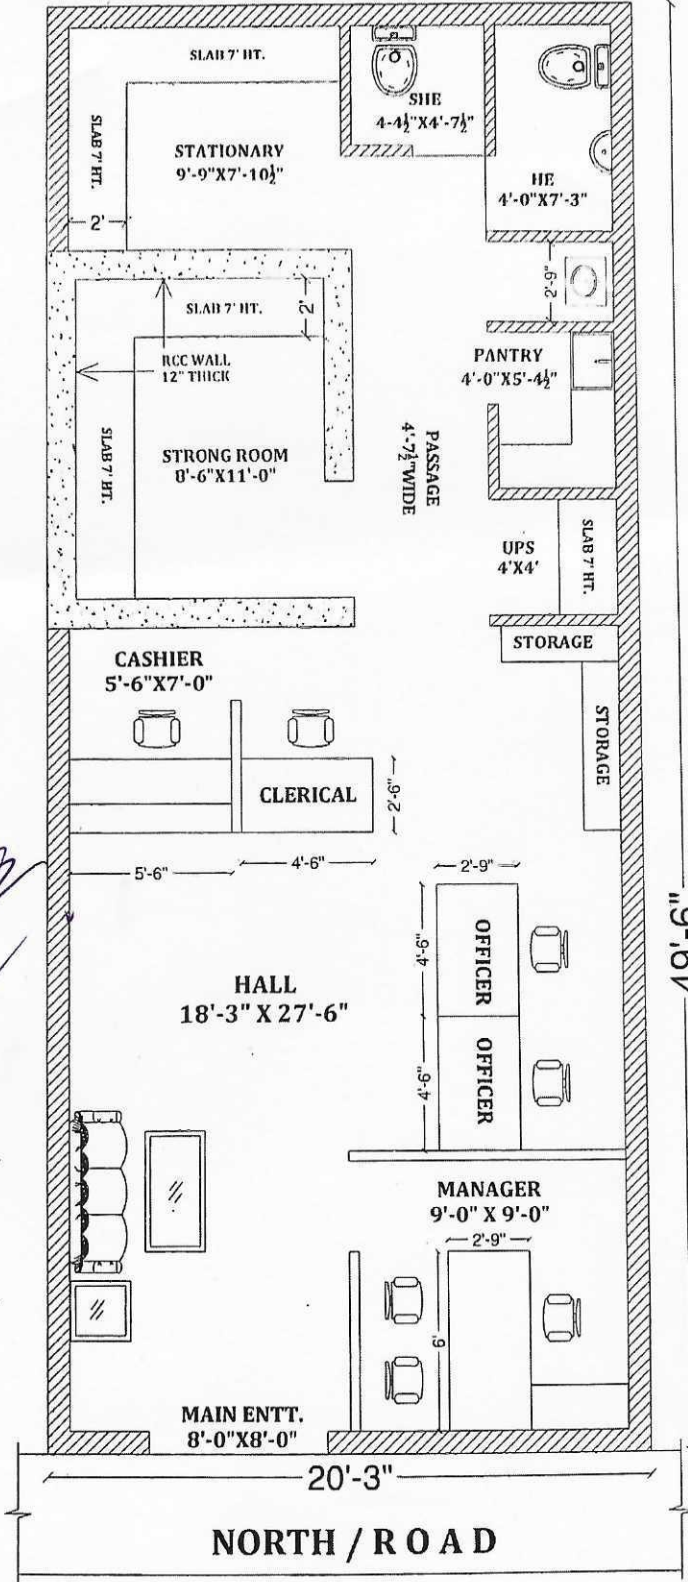 SLAB 7' HT.
SLAB 7' HT.
STATIONARY
9'-9"X7'-10½"
2'
SHE
4-4½"X4'-7½"
HE
4'-0"X7'-3"
2'-9"
SLAB 7' HT.
2'
RCC WALL
12" THICK
SLAB 7' HT.
STRONG ROOM
8'-6"X11'-0"
PANTRY
4'-0"X5'-4½"
PASSAGE
4'-7½"WIDE
UPS
4'X4'
SLAB 7' HT.
STORAGE
STORAGE
CASHIER
5'-6"X7'-0"
CLERICAL
2'-6"
5'-6"
4'-6"
2'-9"
4'-6"
OFFICER
HALL
18'-3" X 27'-6"
4'-6"
OFFICER
49'-6"
MANAGER
9'-0" X 9'-0"
2'-9"
6'
MAIN ENTT.
8'-0"X8'-0"
20'-3"
NORTH / ROAD